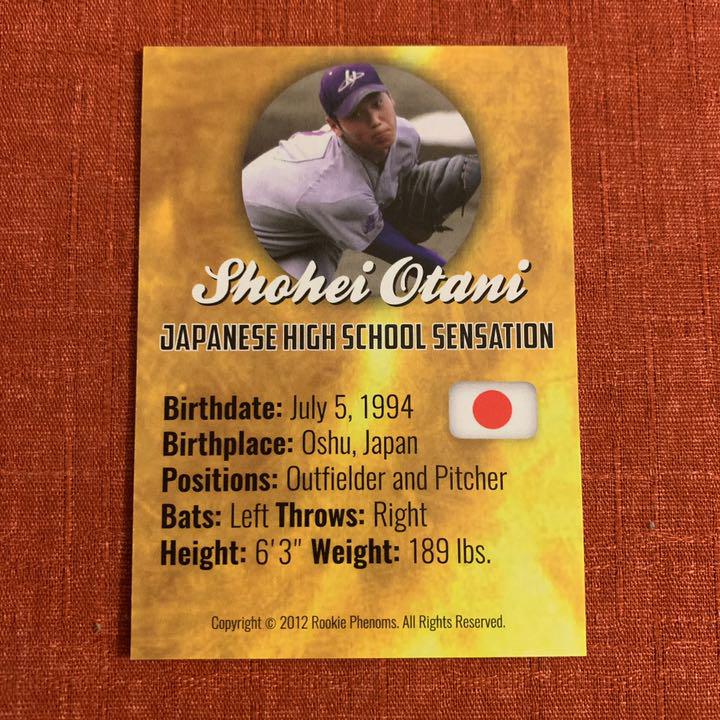 Shohei Otani
JAPANESE HIGH SCHOOL SENSATION
Birthdate: July 5, 1994
Birthplace: Oshu, Japan
Positions: Outfielder and Pitcher
Bats: Left Throws: Right
Height: 6'3" Weight: 189 lbs.
Copyright © 2012 Rookie Phenoms. All Rights Reserved.